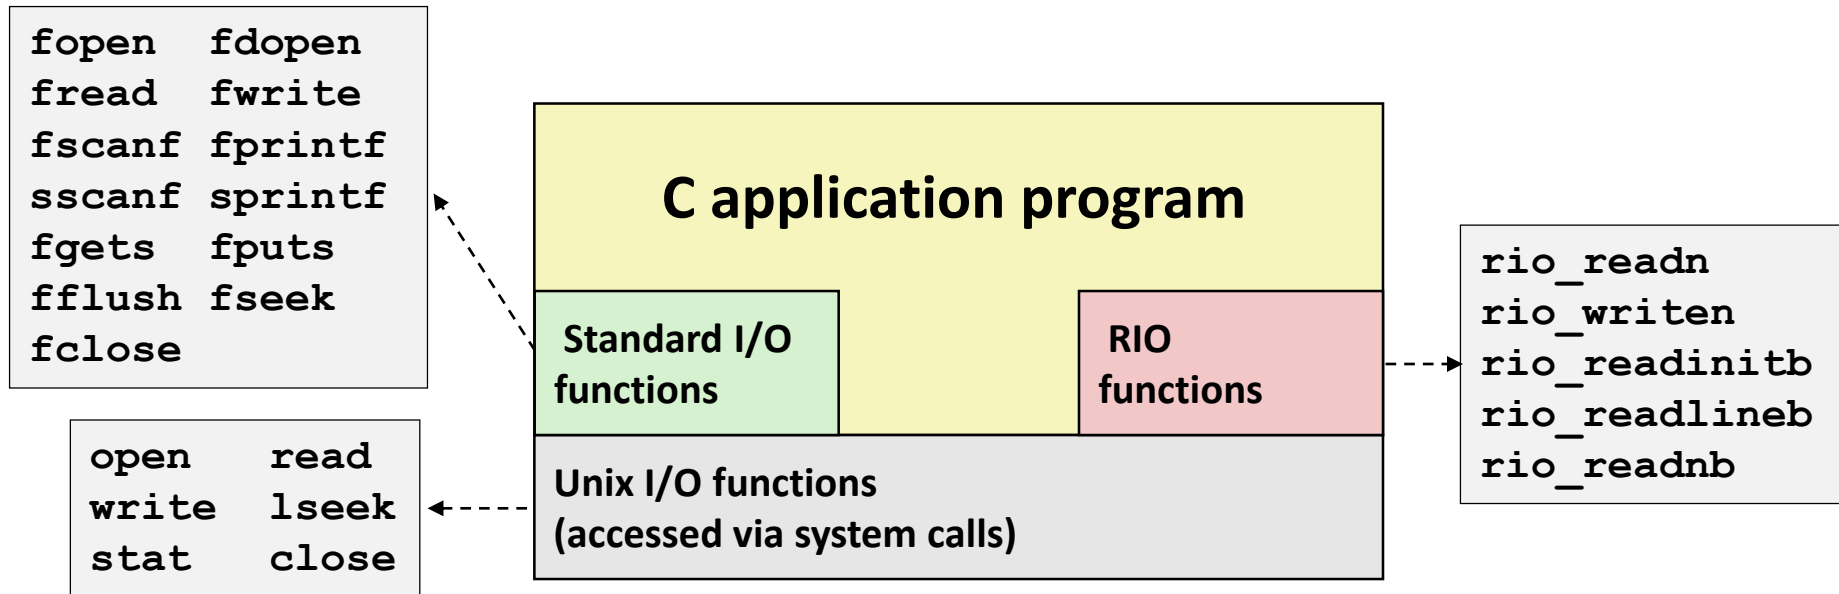 fopen fdopen
fread fwrite
fscanf fprintf
sscanf sprintf
fgets fputs
fflush fseek
fclose
C application program
Standard I/O
functions
RIO
functions
rio_readn
rio_writen
rio_readinitb
rio_readlineb
rio_readnb
open read
write lseek
stat close
Unix I/O functions
(accessed via system calls)